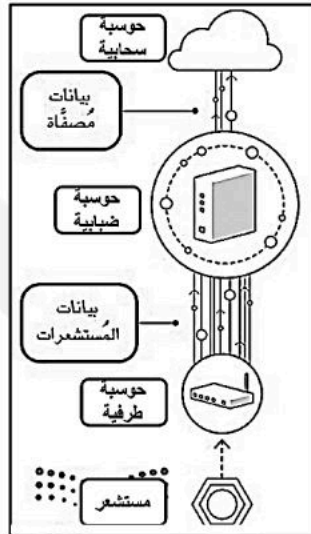 حوسبة
سحابية
بيانات
مُصفَّاة
حوسبة
ضبابية
بيانات
المُستشعرات
حوسبة
طرفية
مستشعر